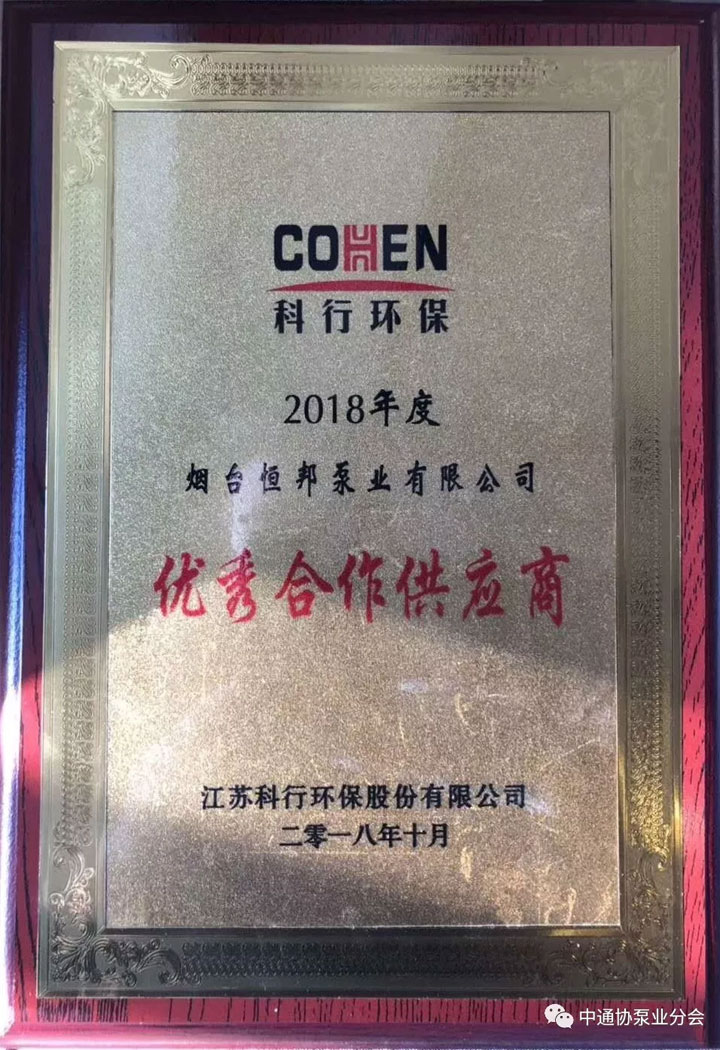 COHEN
科行环保
2018年度
烟台恒邦泵业有限公司
优秀合作供应商
江苏科行环保股份有限公司
二零一八年十月
中通协泵业分会